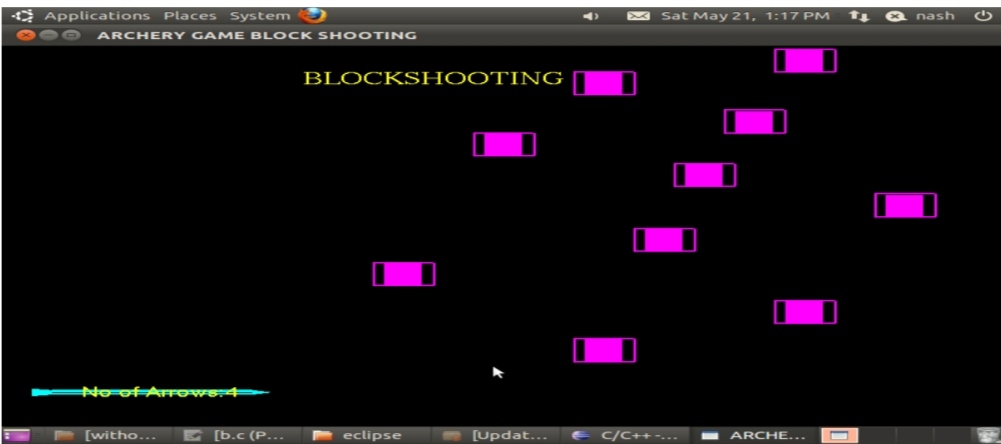 Applications Places System Sat May 21, 1:17 PM nash
ARCHERY GAME BLOCK SHOOTING
BLOCKSHOOTING
No of Arrows:4
[witho... [b.c (P... eclipse [Updat... C/C++ -... ARCHE...